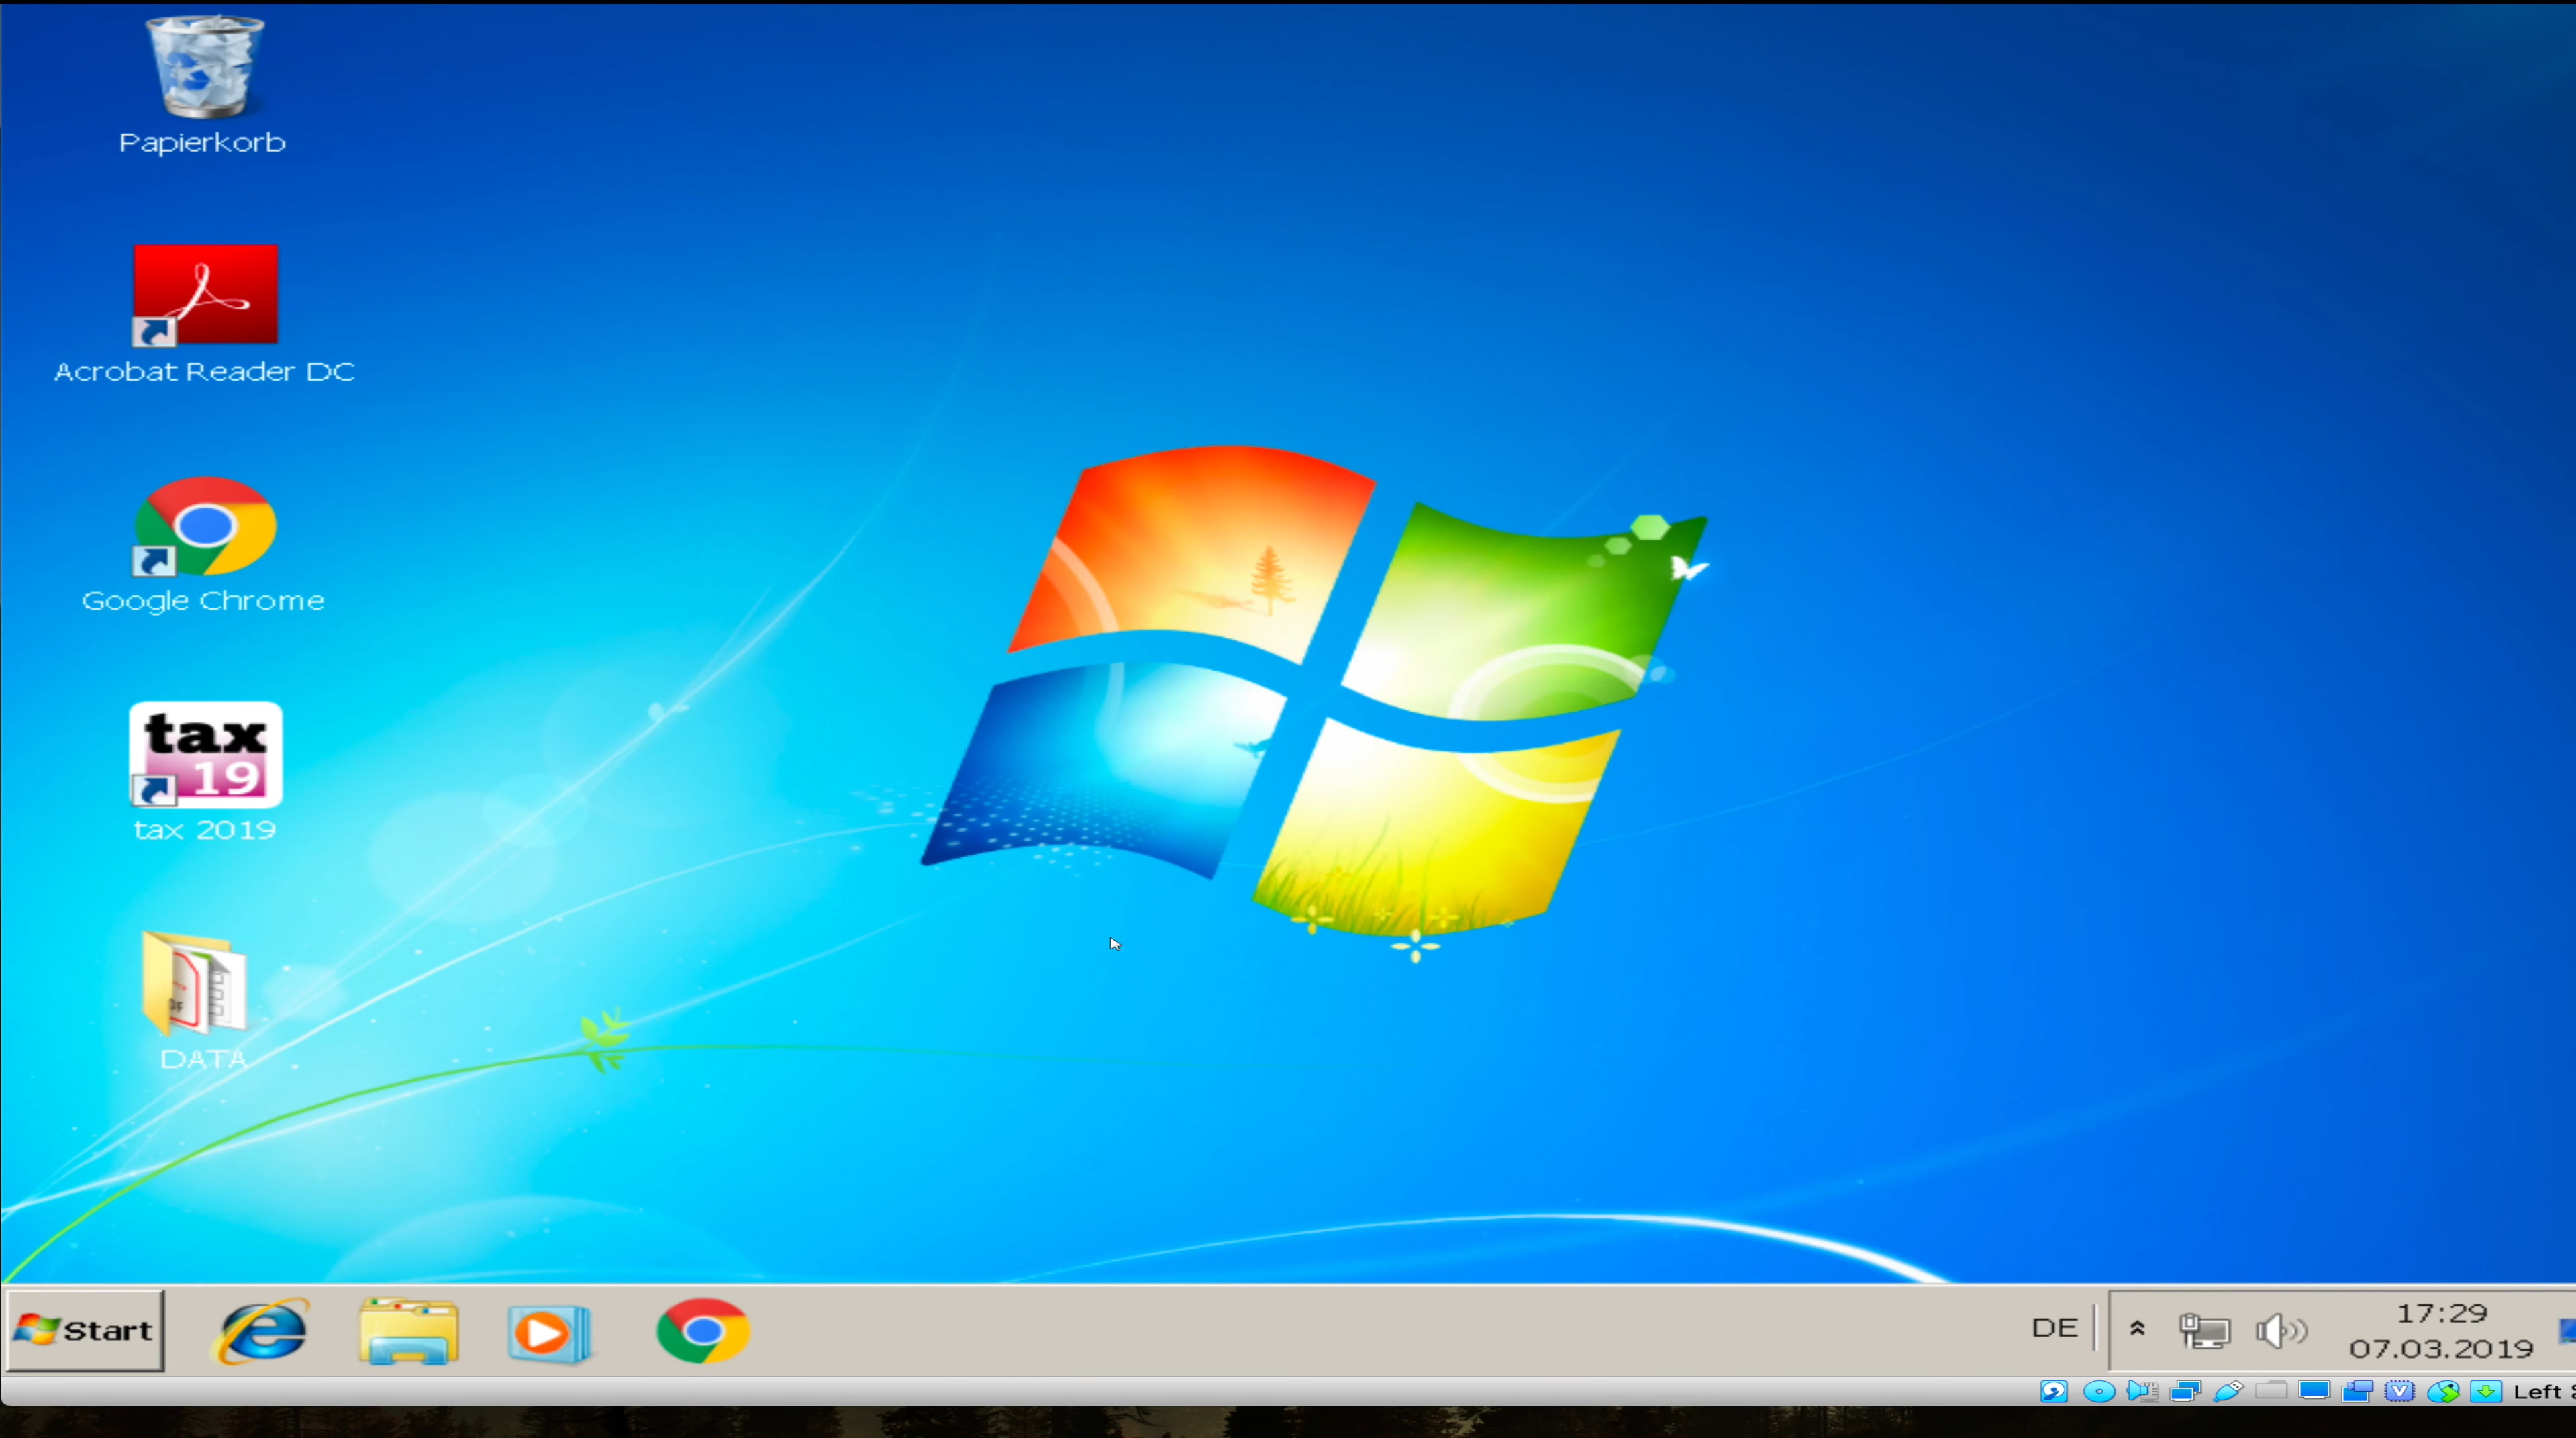 Papierkorb
Acrobat Reader DC
Google Chrome
tax
19
tax 2019
DATA
Start
DE
17:29
07.03.2019
Left